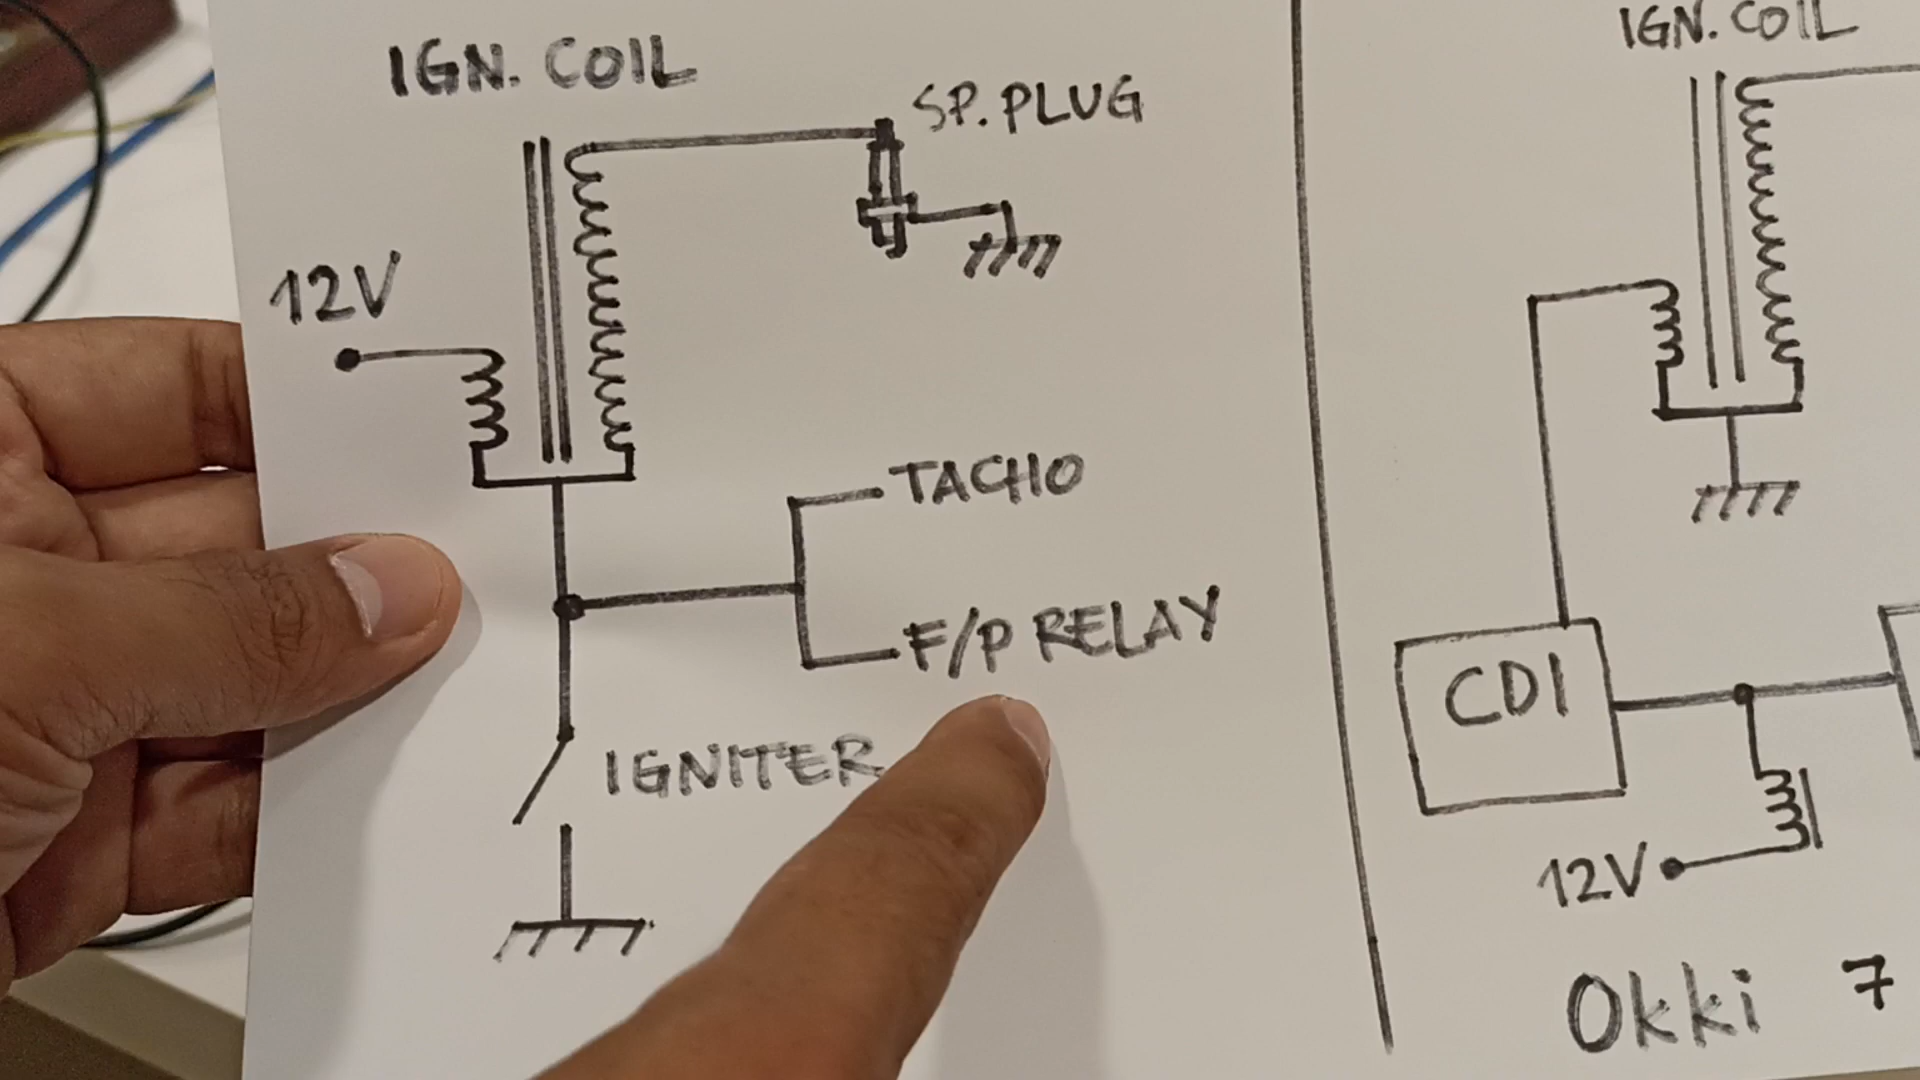 IGN. COIL
SP. PLUG
12V
TACHO
F/P RELAY
IGNITER
IGN. COIL
CDI
12V
Okki 7